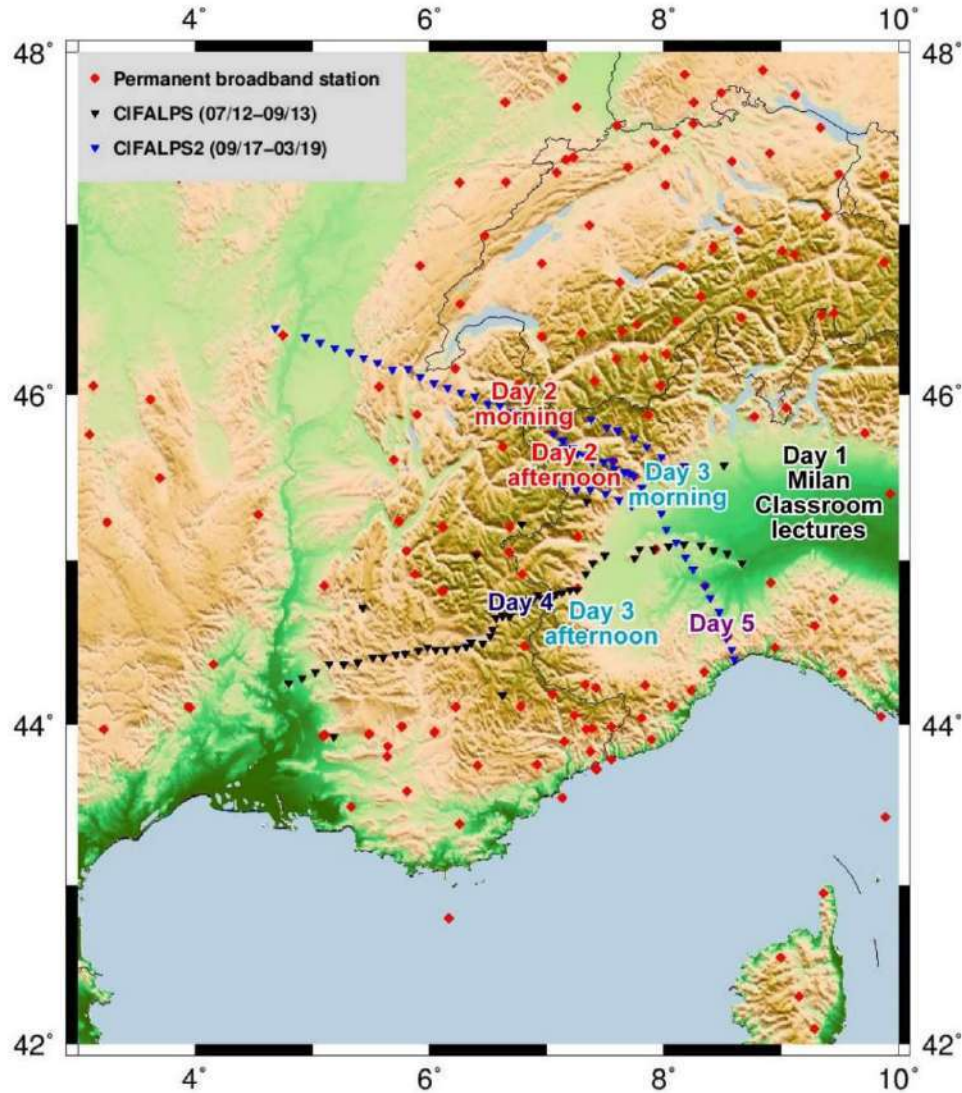 4° 6° 8° 10°
48° 48°
Permanent broadband station
CIFALPS (07/12–09/13)
CIFALPS2 (09/17–03/19)
46° 46°
Day 2
morning
Day 2
afternoon
Day 3
morning
Day 1
Milan
Classroom
lectures
Day 4
Day 3
afternoon
Day 5
44° 44°
42° 42°
4° 6° 8° 10°